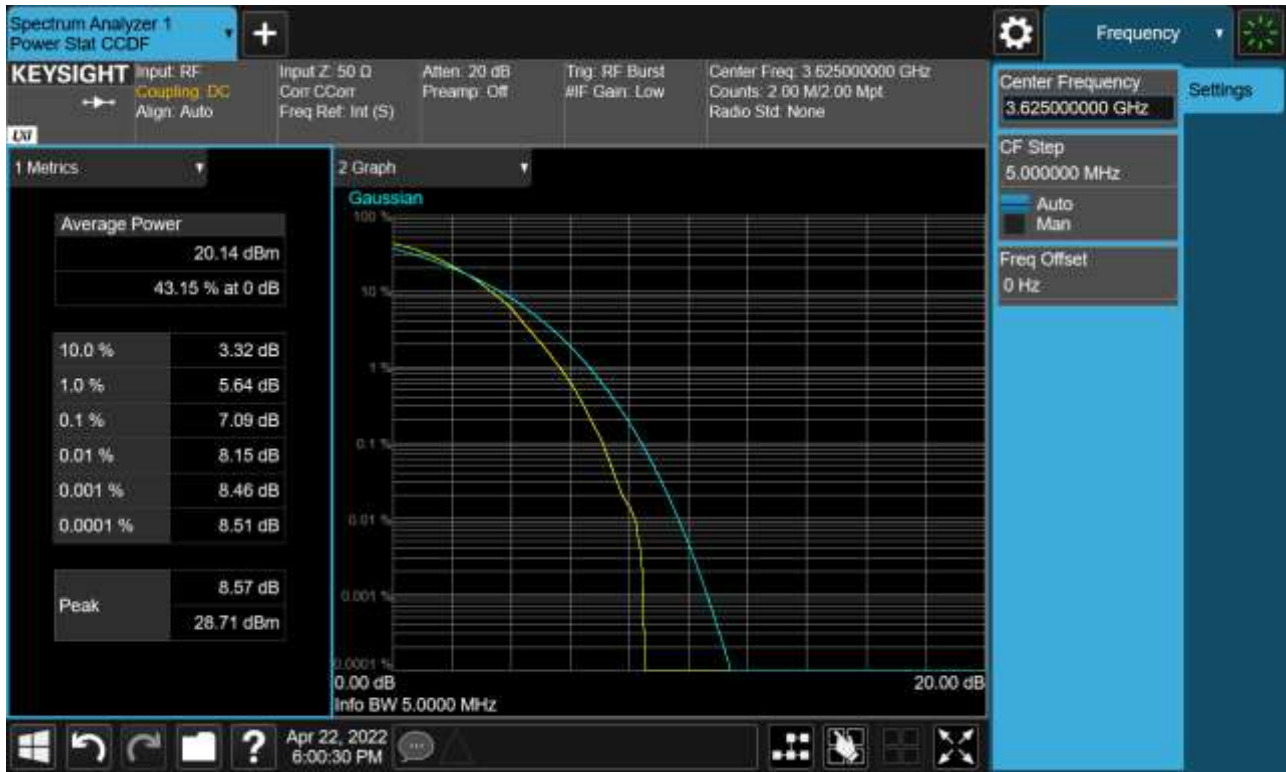 Spectrum Analyzer 1
Power Stat CCDF
Frequency
KEYSIGHT
Input: RF
Coupling: DC
Align: Auto
Input Z: 50 Ω
Corr CCorr
Freq Ref: Int (S)
Atten: 20 dB
Preamp: Off
Trig: RF Burst
#IF Gain: Low
Center Freq: 3.625000000 GHz
Counts: 2.00 M/2.00 Mpt
Radio Std: None
LXI
Center Frequency
3.625000000 GHz
Settings
CF Step
5.000000 MHz
Auto
Man
Freq Offset
0 Hz
1 Metrics
Average Power
20.14 dBm
43.15 % at 0 dB
10.0 % 3.32 dB
1.0 % 5.64 dB
0.1 % 7.09 dB
0.01 % 8.15 dB
0.001 % 8.46 dB
0.0001 % 8.51 dB
Peak
8.57 dB
28.71 dBm
2 Graph
Gaussian
100 %
10 %
1 %
0.1 %
0.01 %
0.001 %
0.0001 %
0.00 dB
20.00 dB
Info BW 5.0000 MHz
?
Apr 22, 2022
6:00:30 PM